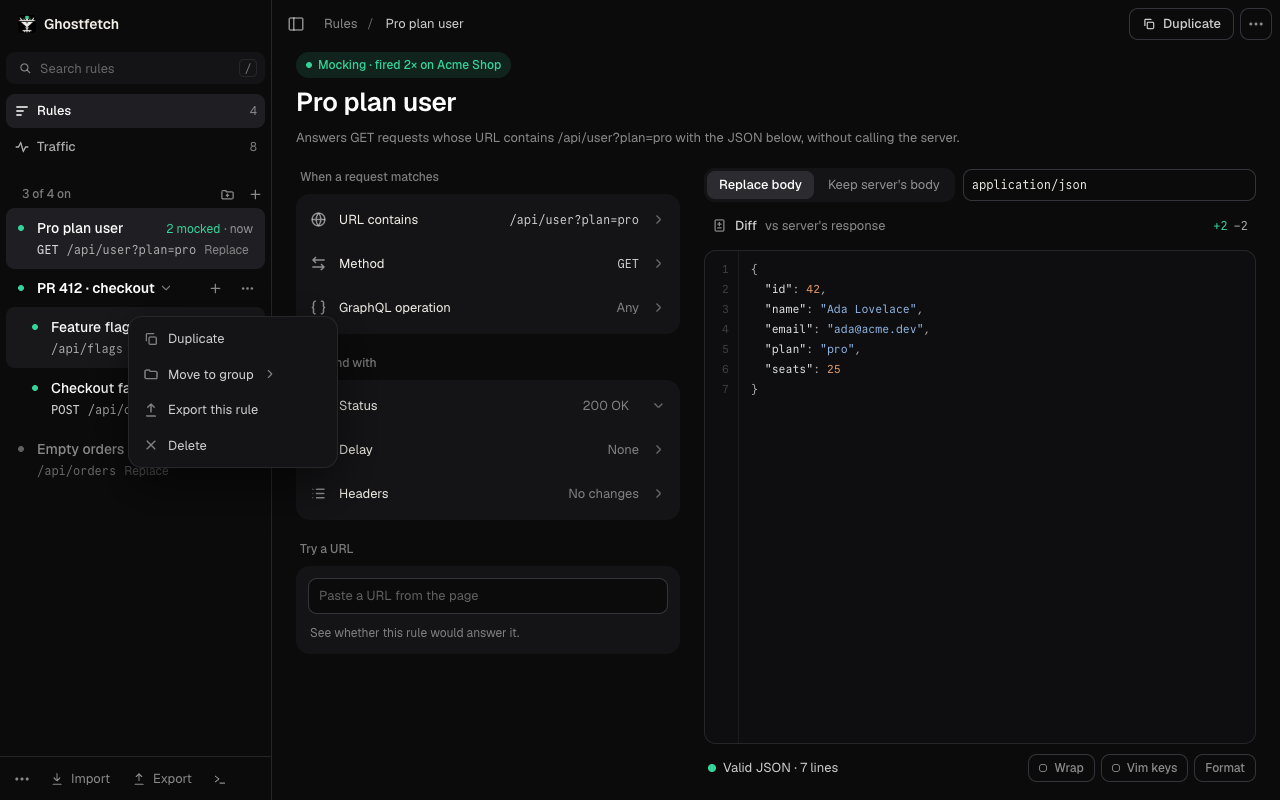 Ghostfetch
Search rules /
Rules 4
Traffic 8
3 of 4 on
Pro plan user 2 mocked · now
GET /api/user?plan=pro Replace
PR 412 · checkout
Feature flag
/api/flags
Checkout fa
POST /api/
Empty orders
/api/orders Replace
Duplicate
Move to group
Export this rule
Delete
Import Export
Rules / Pro plan user
Duplicate
Mocking · fired 2× on Acme Shop
Pro plan user
Answers GET requests whose URL contains /api/user?plan=pro with the JSON below, without calling the server.
When a request matches
URL contains /api/user?plan=pro
Method GET
GraphQL operation Any
nd with
Status 200 OK
Delay None
Headers No changes
Try a URL
Paste a URL from the page
See whether this rule would answer it.
Replace body Keep server's body application/json
Diff vs server's response +2 −2
1 {
2 "id": 42,
3 "name": "Ada Lovelace",
4 "email": "ada@acme.dev",
5 "plan": "pro",
6 "seats": 25
7 }
Valid JSON · 7 lines
Wrap Vim keys Format